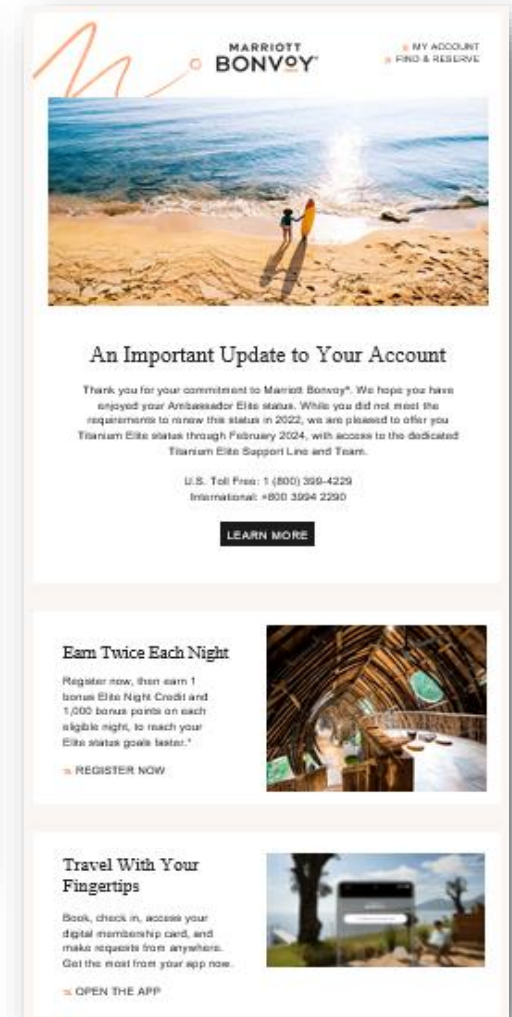 MARRIOTT
BONVOY
MY ACCOUNT
FIND & RESERVE
An Important Update to Your Account
Thank you for your commitment to Marriott Bonvoy®. We hope you have
enjoyed your Ambassador Elite status. While you did not meet the
requirements to renew this status in 2022, we are pleased to offer you
Titanium Elite status through February 2024, with access to the dedicated
Titanium Elite Support Line and Team.
U.S. Toll Free: 1 (800) 399-4229
International: +800 3994 2290
LEARN MORE
Earn Twice Each Night
Register now, then earn 1
bonus Elite Night Credit and
1,000 bonus points on each
eligible night, to reach your
Elite status goals faster.*
REGISTER NOW
Travel With Your
Fingertips
Book, check in, access your
digital membership card, and
make requests from anywhere.
Get the most from your app now.
OPEN THE APP